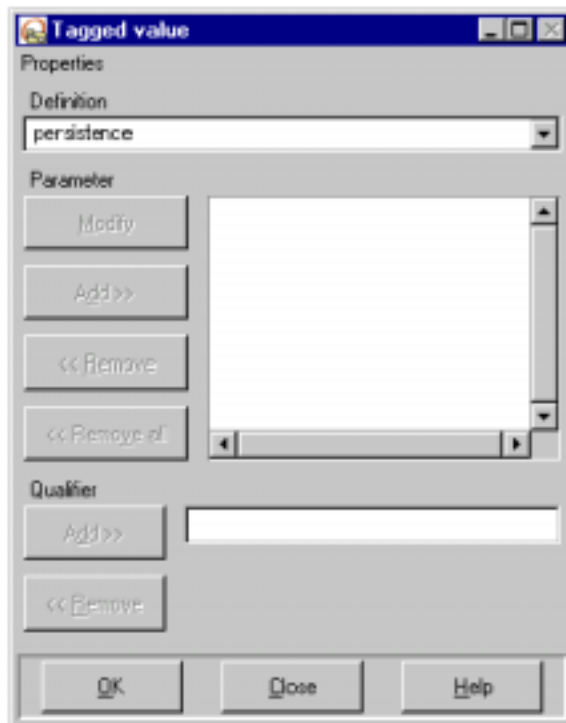 Tagged value
Properties
Definition
persistence
Parameter
Modify
Add >>
<< Remove
<< Remove all
Qualifier
Add >>
<< Remove
OK
Close
Help